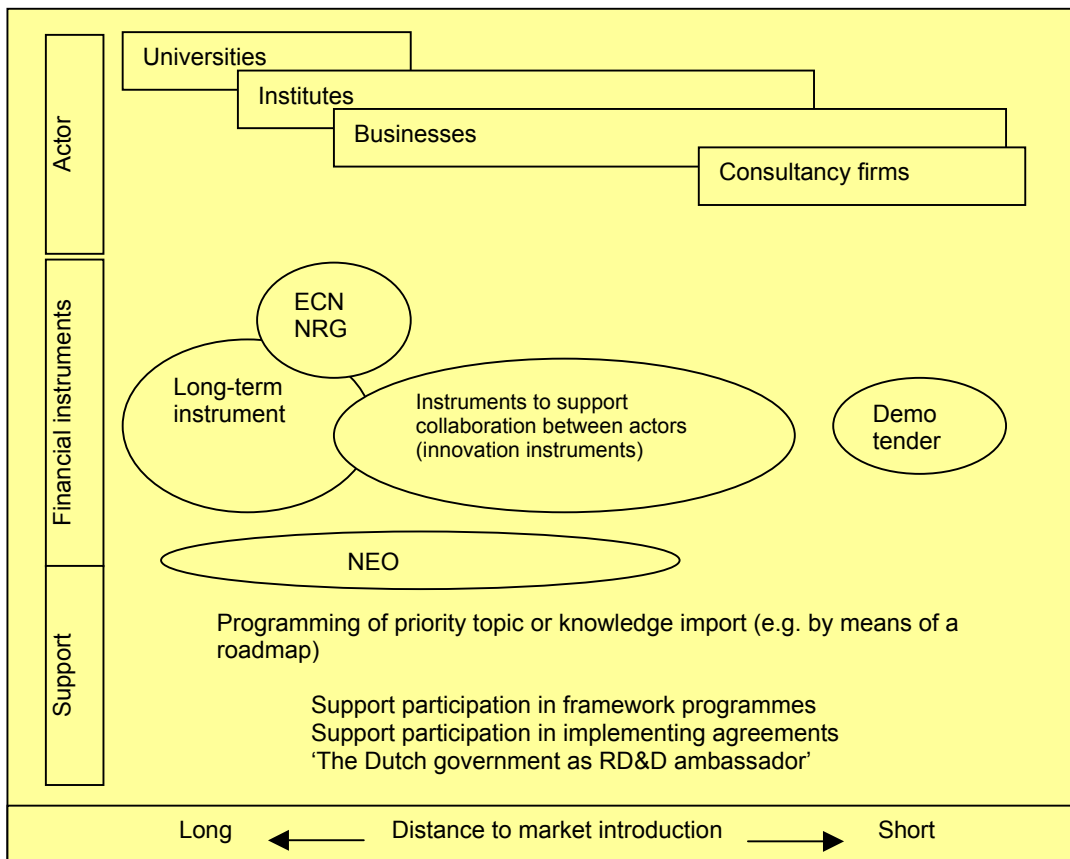 Actor
Universities
Institutes
Businesses
Consultancy firms
Financial instruments
ECN
NRG
Long-term
instrument
Instruments to support
collaboration between actors
(innovation instruments)
Demo
tender
NEO
Support
Programming of priority topic or knowledge import (e.g. by means of a
roadmap)
Support participation in framework programmes
Support participation in implementing agreements
‘The Dutch government as RD&D ambassador’
Long
Distance to market introduction
Short